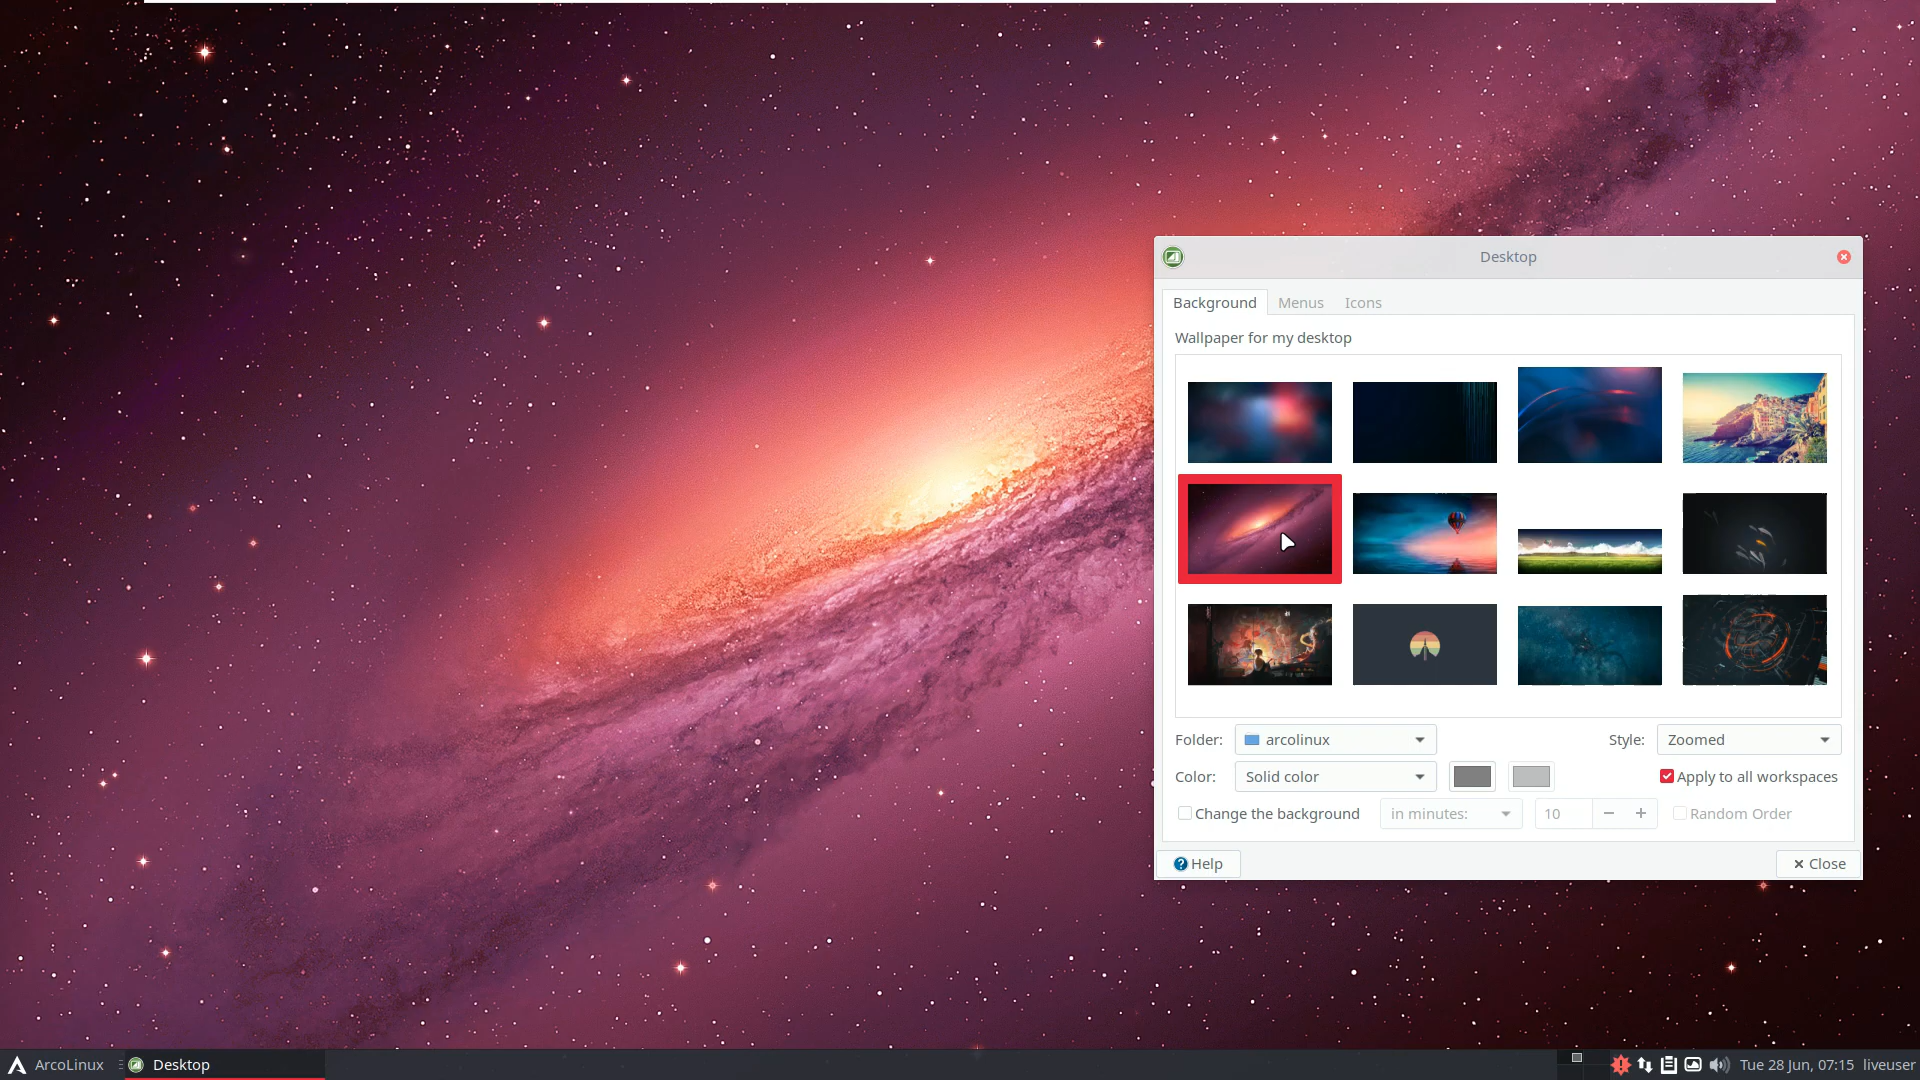 Desktop
Background Menus Icons
Wallpaper for my desktop
Folder: arcolinux Style: Zoomed
Color: Solid color Apply to all workspaces
Change the background in minutes: 10 Random Order
Help Close
ArcoLinux Desktop Tue 28 Jun, 07:15 liveuser